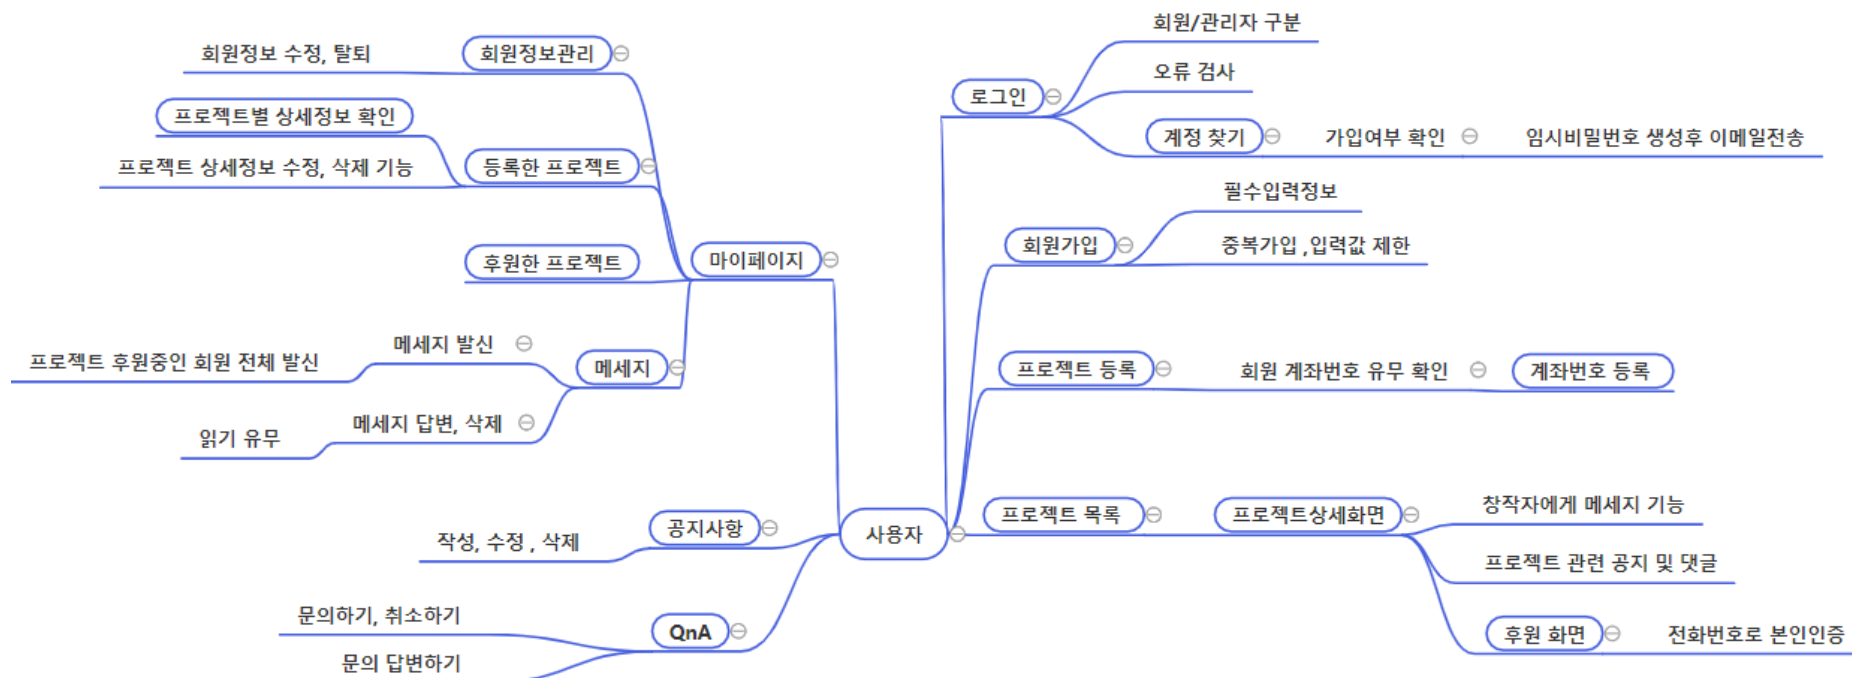 회원정보 수정, 탈퇴
회원정보관리
프로젝트별 상세정보 확인
프로젝트 상세정보 수정, 삭제 기능
등록한 프로젝트
후원한 프로젝트
마이페이지
메세지 발신
프로젝트 후원중인 회원 전체 발신
메세지
메세지 답변, 삭제
읽기 유무
공지사항
작성, 수정 , 삭제
문의하기, 취소하기
QnA
문의 답변하기
사용자
회원/관리자 구분
오류 검사
로그인
계정 찾기
가입여부 확인
임시비밀번호 생성후 이메일전송
필수입력정보
회원가입
중복가입 ,입력값 제한
프로젝트 등록
회원 계좌번호 유무 확인
계좌번호 등록
프로젝트 목록
프로젝트상세화면
창작자에게 메세지 기능
프로젝트 관련 공지 및 댓글
후원 화면
전화번호로 본인인증